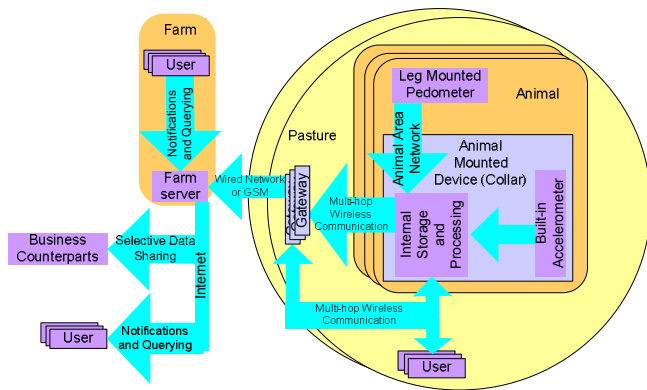 Farm
User
Notifications
and Querying
Farm
server
Wired Network
or GSM
Pasture
Gateway
Leg Mounted
Pedometer
Animal
Animal Area
Network
Animal
Mounted
Device (Collar)
Multi-hop
Wireless
Communication
Internal
Storage
and
Processing
Built-in
Accelerometer
Business
Counterparts
Selective Data
Sharing
Internet
Multi-hop Wireless
Communication
User
Notifications
and Querying
User